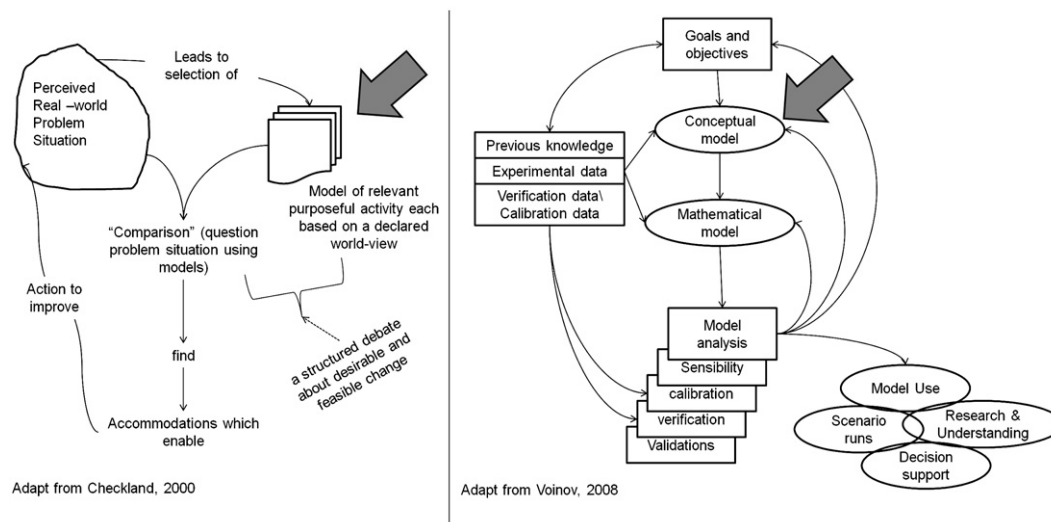 Leads to
selection of
Perceived
Real –world
Problem
Situation
Model of relevant
purposeful activity each
based on a declared
world-view
“Comparison” (question
problem situation using
models)
Action to
improve
find
a structured debate
about desirable and
feasible change
Accommodations which
enable
Adapt from Checkland, 2000
Goals and
objectives
Conceptual
model
Previous knowledge
Experimental data
Verification data\
Calibration data
Mathematical
model
Model
analysis
Sensibility
calibration
verification
Validations
Model Use
Scenario
runs
Research &
Understanding
Decision
support
Adapt from Voinov, 2008